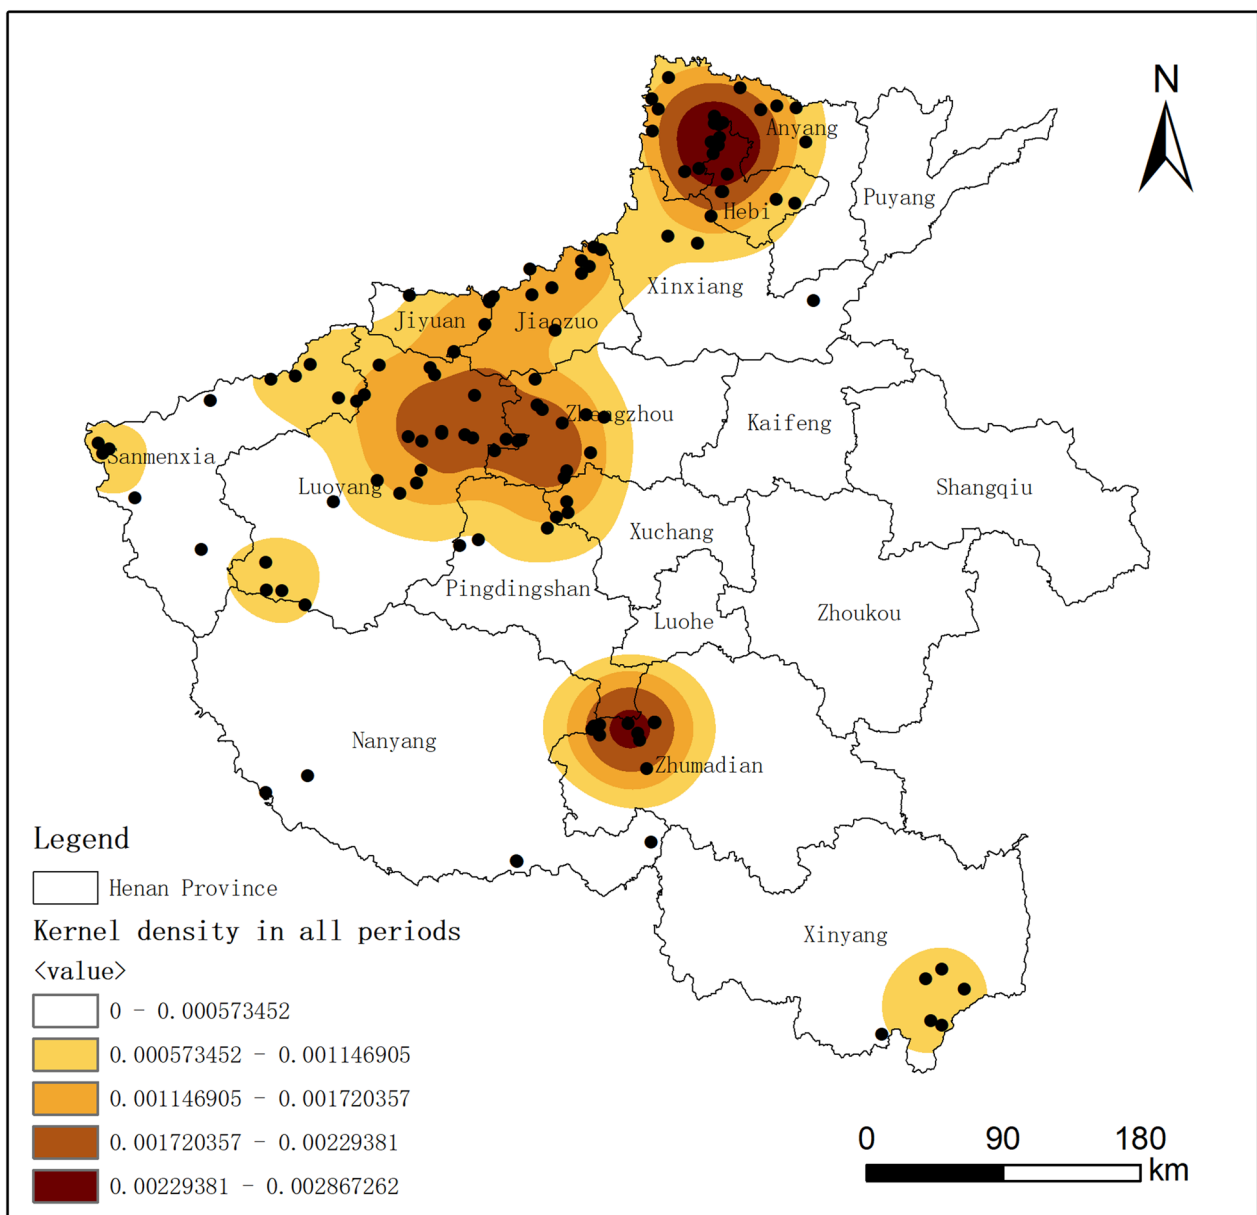 N
Anyang
Puyang
Hebi
Xinxiang
Jiyuan
Jiaozuo
Zhengzhou
Kaifeng
Sanmenxia
Luoyang
Shangqiu
Xuchang
Pingdingshan
Luohe
Zhoukou
Nanyang
Zhumadian
Xinyang
Legend
Henan Province
Kernel density in all periods
<value>
0 - 0.000573452
0.000573452 - 0.001146905
0.001146905 - 0.001720357
0.001720357 - 0.00229381
0.00229381 - 0.002867262
0 90 180
km